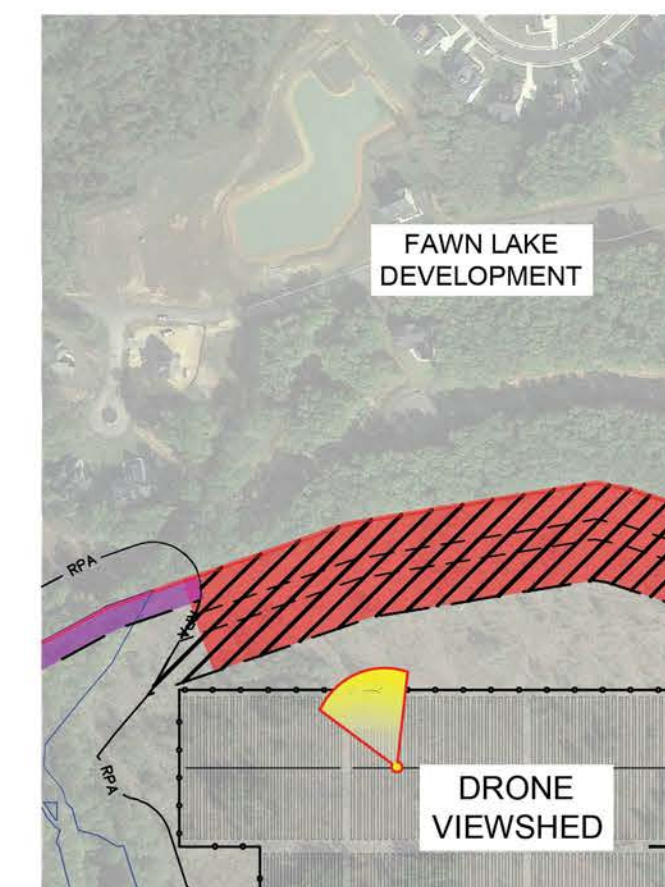 FAWN LAKE
DEVELOPMENT
RPA
RPA
RPA
DRONE
VIEWSHED